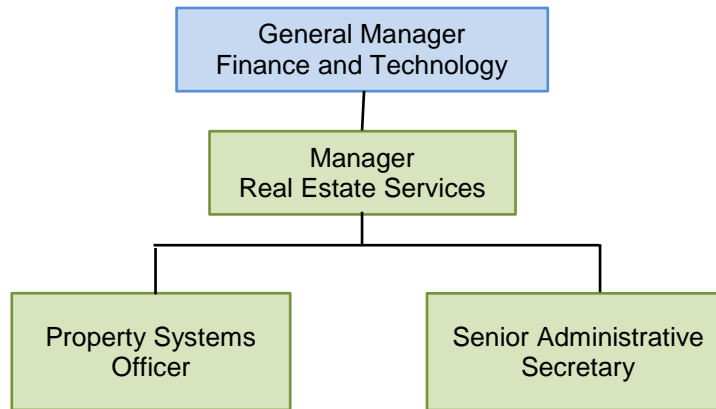 General Manager
Finance and Technology
Manager
Real Estate Services
Property Systems
Officer
Senior Administrative
Secretary